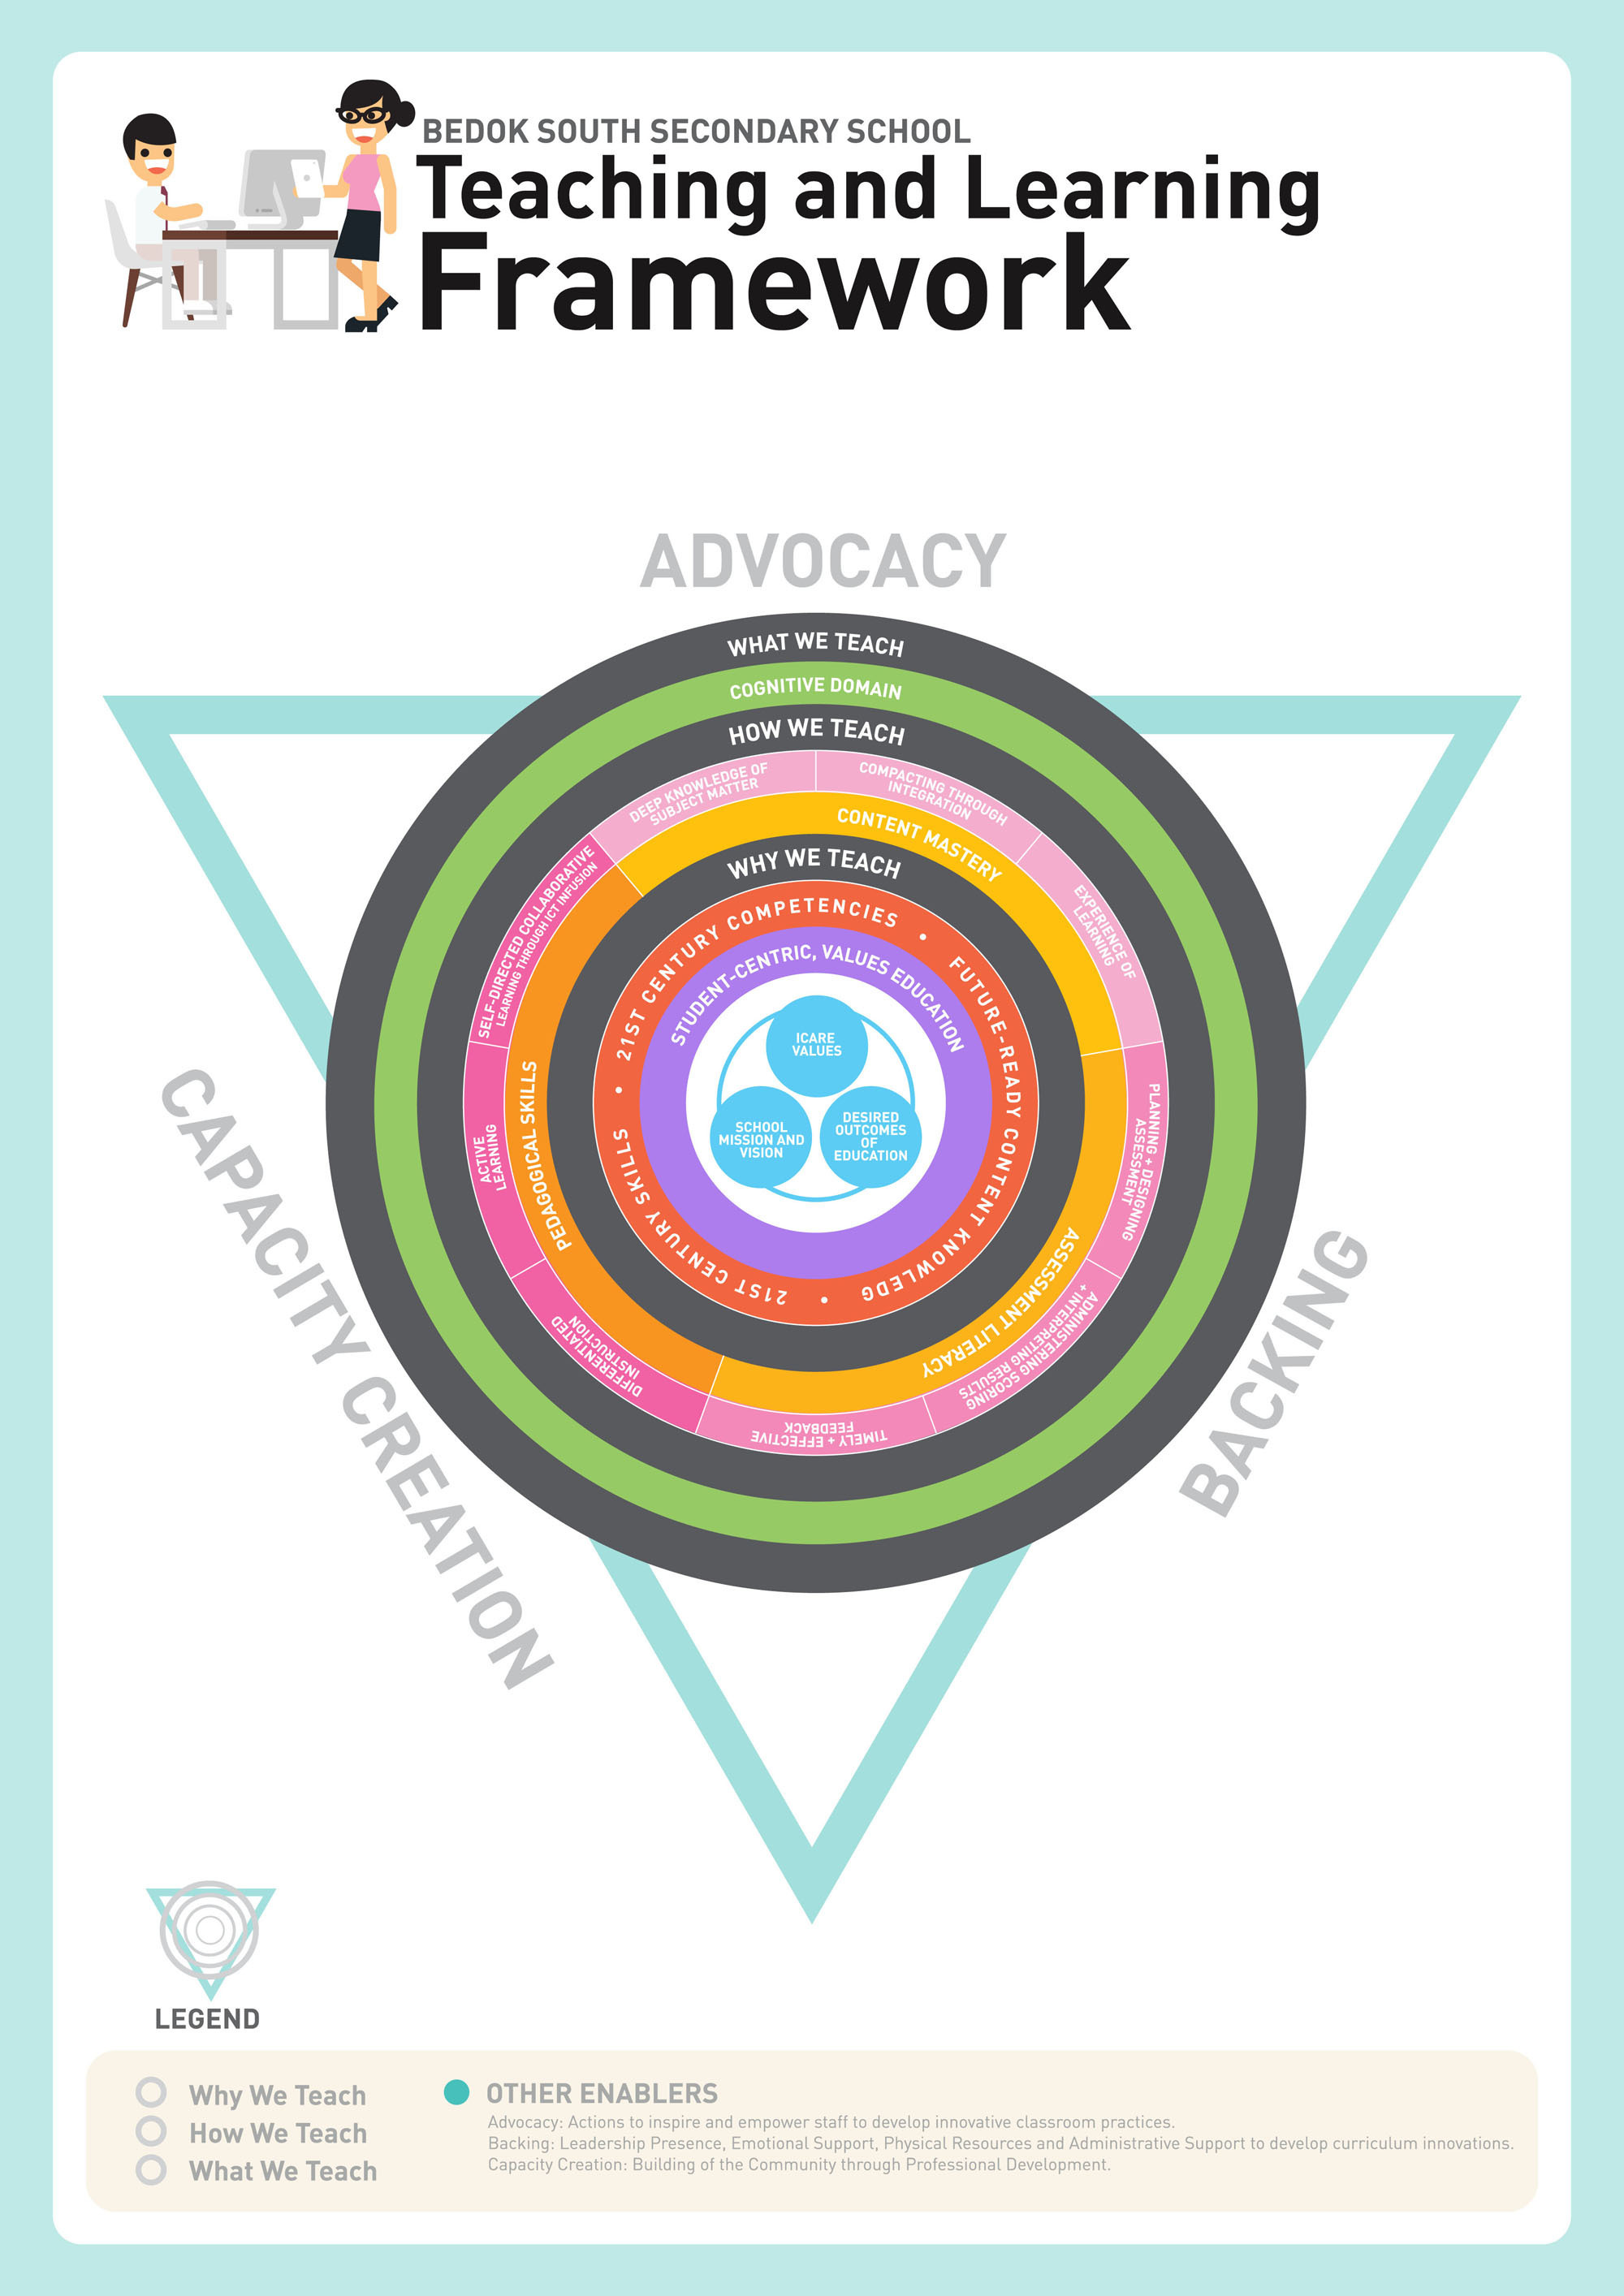 BEDOK SOUTH SECONDARY SCHOOL
Teaching and Learning
Framework
ADVOCACY
WHAT WE TEACH
COGNITIVE DOMAIN
HOW WE TEACH
DEEP KNOWLEDGE OF
SUBJECT MATTER
COMPACTING THROUGH
INTEGRATION
EXPERIENCE OF
LEARNING
CONTENT MASTERY
PLANNING + DESIGNING
ASSESSMENT
ADMINISTERING SCORING
+ INTERPRETING RESULTS
TIMELY + EFFECTIVE
FEEDBACK
ASSESSMENT LITERACY
DIFFERENTIATED
INSTRUCTION
ACTIVE
LEARNING
SELF-DIRECTED COLLABORATIVE
LEARNING THROUGH ICT INFUSION
PEDAGOGICAL SKILLS
WHY WE TEACH
21ST CENTURY COMPETENCIES •
FUTURE-READY CONTENT KNOWLEDG •
21ST CENTURY SKILLS •
STUDENT-CENTRIC, VALUES EDUCATION
ICARE
VALUES
SCHOOL
MISSION AND
VISION
DESIRED
OUTCOMES
OF
EDUCATION
CAPACITY CREATION
BACKING
LEGEND
Why We Teach
How We Teach
What We Teach
OTHER ENABLERS
Advocacy: Actions to inspire and empower staff to develop innovative classroom practices.
Backing: Leadership Presence, Emotional Support, Physical Resources and Administrative Support to develop curriculum innovations.
Capacity Creation: Building of the Community through Professional Development.